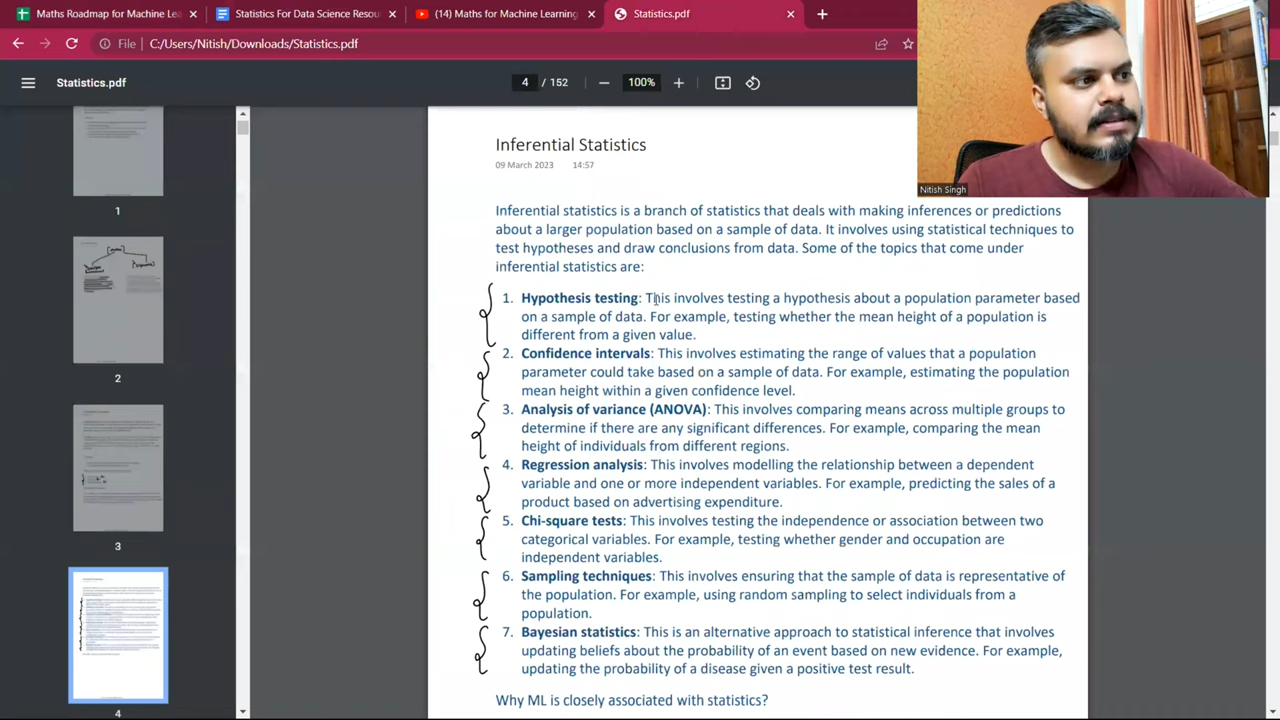 Maths Roadmap for Machine Le
Statistics For Data Science Resou
(14) Maths for Machine Learning
Statistics.pdf
File
C:/Users/Nitish/Downloads/Statistics.pdf
Statistics.pdf
4 / 152
100%
1
2
3
4
Inferential Statistics
09 March 2023 14:57
Inferential statistics is a branch of statistics that deals with making inferences or predictions
about a larger population based on a sample of data. It involves using statistical techniques to
test hypotheses and draw conclusions from data. Some of the topics that come under
inferential statistics are:
1. Hypothesis testing: This involves testing a hypothesis about a population parameter based
on a sample of data. For example, testing whether the mean height of a population is
different from a given value.
2. Confidence intervals: This involves estimating the range of values that a population
parameter could take based on a sample of data. For example, estimating the population
mean height within a given confidence level.
3. Analysis of variance (ANOVA): This involves comparing means across multiple groups to
determine if there are any significant differences. For example, comparing the mean
height of individuals from different regions.
4. Regression analysis: This involves modelling the relationship between a dependent
variable and one or more independent variables. For example, predicting the sales of a
product based on advertising expenditure.
5. Chi-square tests: This involves testing the independence or association between two
categorical variables. For example, testing whether gender and occupation are
independent variables.
6. Sampling techniques: This involves ensuring that the sample of data is representative of
the population. For example, using random sampling to select individuals from a
population.
7. Bayesian statistics: This is an alternative approach to statistical inference that involves
updating beliefs about the probability of an event based on new evidence. For example,
updating the probability of a disease given a positive test result.
Why ML is closely associated with statistics?
Nitish Singh